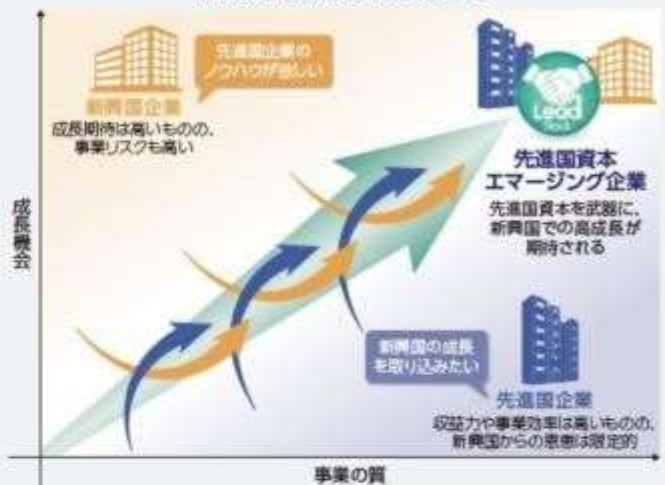 先進国企業の
ノウハウが欲しい
新興国企業
成長期待は高いものの、
事業リスクも高い
Lead
先進国資本
エマージング企業
先進国資本を武器に、
新興国での高成長が
期待される
成長機会
新興国の成長
を取り込みたい
先進国企業
収益力や事業効率は高いものの、
新興国からの恩恵は限定的
事業の質